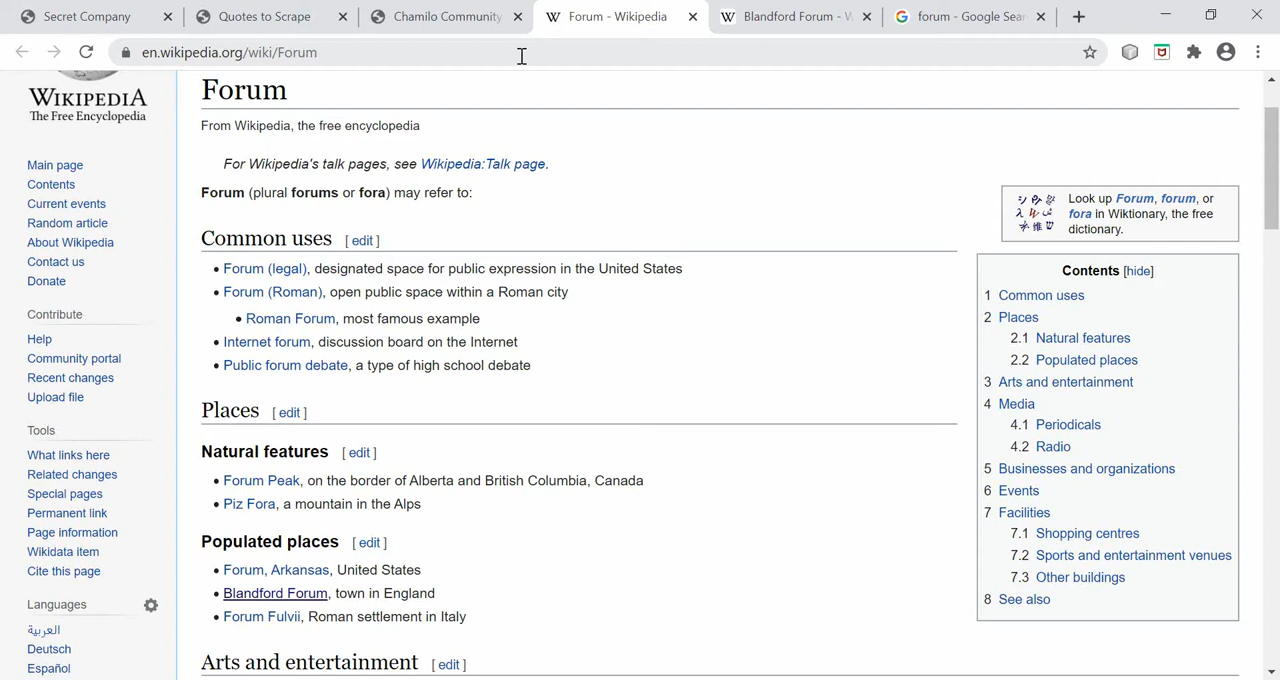 Secret Company
Quotes to Scrape
Chamilo Community
Forum - Wikipedia
Blandford Forum - W
forum - Google Sear
en.wikipedia.org/wiki/Forum
WIKIPEDIA
The Free Encyclopedia
Main page
Contents
Current events
Random article
About Wikipedia
Contact us
Donate
Contribute
Help
Community portal
Recent changes
Upload file
Tools
What links here
Related changes
Special pages
Permanent link
Page information
Wikidata item
Cite this page
Languages
العربية
Deutsch
Español
Forum
From Wikipedia, the free encyclopedia
For Wikipedia's talk pages, see Wikipedia:Talk page.
Forum (plural forums or fora) may refer to:
Common uses [ edit ]
• Forum (legal), designated space for public expression in the United States
• Forum (Roman), open public space within a Roman city
• Roman Forum, most famous example
• Internet forum, discussion board on the Internet
• Public forum debate, a type of high school debate
Places [ edit ]
Natural features [ edit ]
• Forum Peak, on the border of Alberta and British Columbia, Canada
• Piz Fora, a mountain in the Alps
Populated places [ edit ]
• Forum, Arkansas, United States
• Blandford Forum, town in England
• Forum Fulvii, Roman settlement in Italy
Arts and entertainment [ edit ]
Look up Forum, forum, or
fora in Wiktionary, the free
dictionary.
Contents [hide]
1 Common uses
2 Places
2.1 Natural features
2.2 Populated places
3 Arts and entertainment
4 Media
4.1 Periodicals
4.2 Radio
5 Businesses and organizations
6 Events
7 Facilities
7.1 Shopping centres
7.2 Sports and entertainment venues
7.3 Other buildings
8 See also